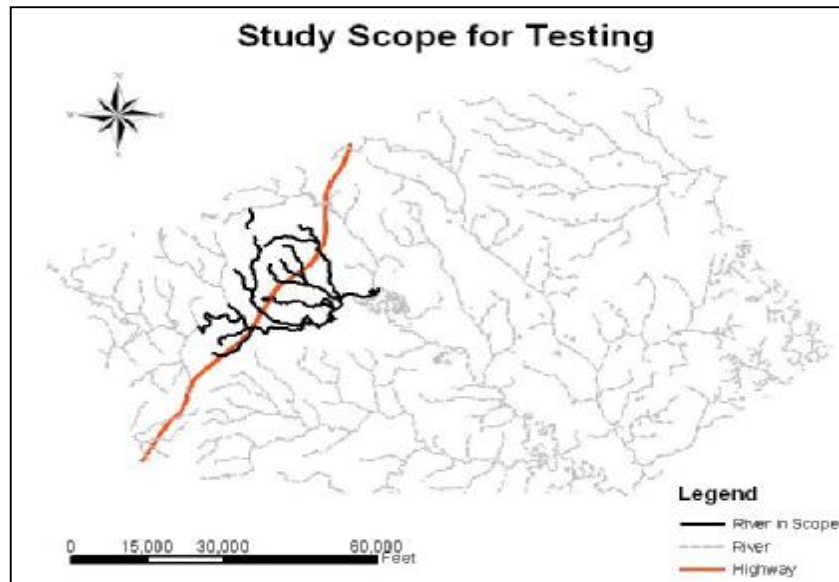 Study Scope for Testing
N
W
E
S
Legend
River in Scope
River
Highway
0 15,000 30,000 60,000
Feet